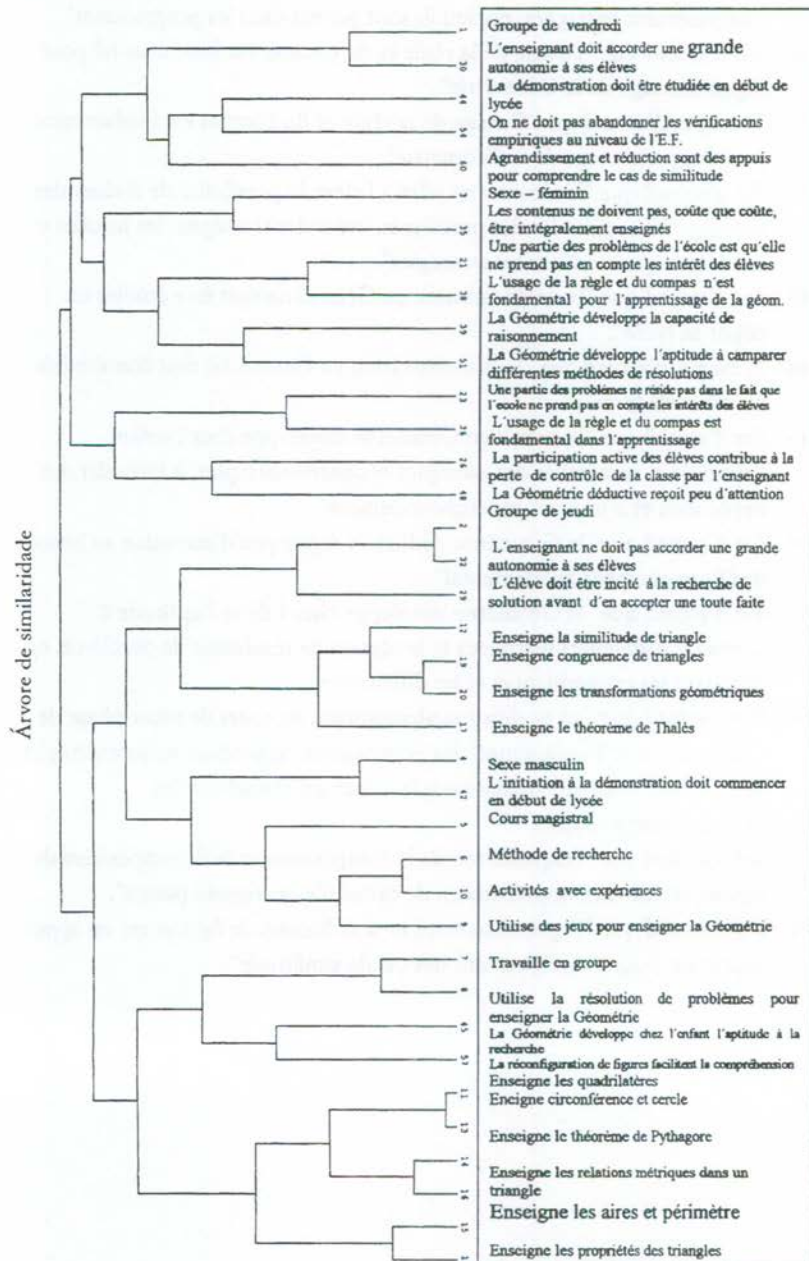 Árvore de similaridade
Groupe de vendredi
L'enseignant doit accorder une grande
autonomie á ses élèves
La démonstration doit être étudiée en début de
lycée
On ne doit pas abandonner les vérifications
empiriques au niveau de l'E.F.
Agrandissement et réduction sont des appuis
pour comprendre le cas de similitude
Sexe – féminin
Les contenus ne doivent pas, coûte que coûte,
être intégralement enseignés
Une partie des problèmes de l'école est qu'elle
ne prend pas en compte les intérêt des élèves
L'usage de la règle et du compas n'est
fondamental pour l'apprentissage de la géom.
La Géométrie développe la capacité de
raisonnement
La Géométrie développe l'aptitude á camparer
différentes méthodes de résolutions
Une partie des problèmes ne réside pas dans le fait que
l'ecole ne prend pas en compte les intérêts des élèves
L'usage de la règle et du compas est
fondamental dans l'apprentissage
La participation active des élèves contribue á la
perte de contrôle de la classe par l'enseignant
La Géométrie déductive reçoit peu d'attention
Groupe de jeudi
L'enseignant ne doit pas accorder une grande
autonomie á ses élèves
L'élève doit être incité á la recherche de
solution avant d'en accepter une toute faite
Enseigne la similitude de triangle
Enseigne congruence de triangles
Enseigne les transformations géométriques
Enseigne le théorème de Thalès
Sexe masculin
L'initiation á la démonstration doit commencer
en début de lycée
Cours magistral
Méthode de recherche
Activités avec expériences
Utilise des jeux pour enseigner la Géométrie
Travaille en groupe
Utilise la résolution de problèmes pour
enseigner la Géométrie
La Géométrie développe chez l'enfant l'aptitude á la
recherche
La réconfiguration de figures facilitent la compréhension
Enseigne les quadrilatères
Encigne circonférence et cercle
Enseigne le théorème de Pythagore
Enseigne les relations métriques dans un
triangle
Enseigne les aires et périmètre
Enseigne les propriétés des triangles